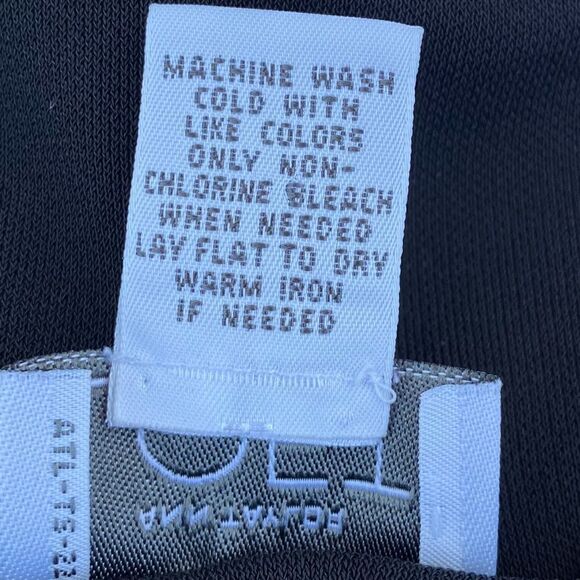 MACHINE WASH
COLD WITH
LIKE COLORS
ONLY NON-
CHLORINE BLEACH
WHEN NEEDED
LAY FLAT TO DRY
WARM IRON
IF NEEDED